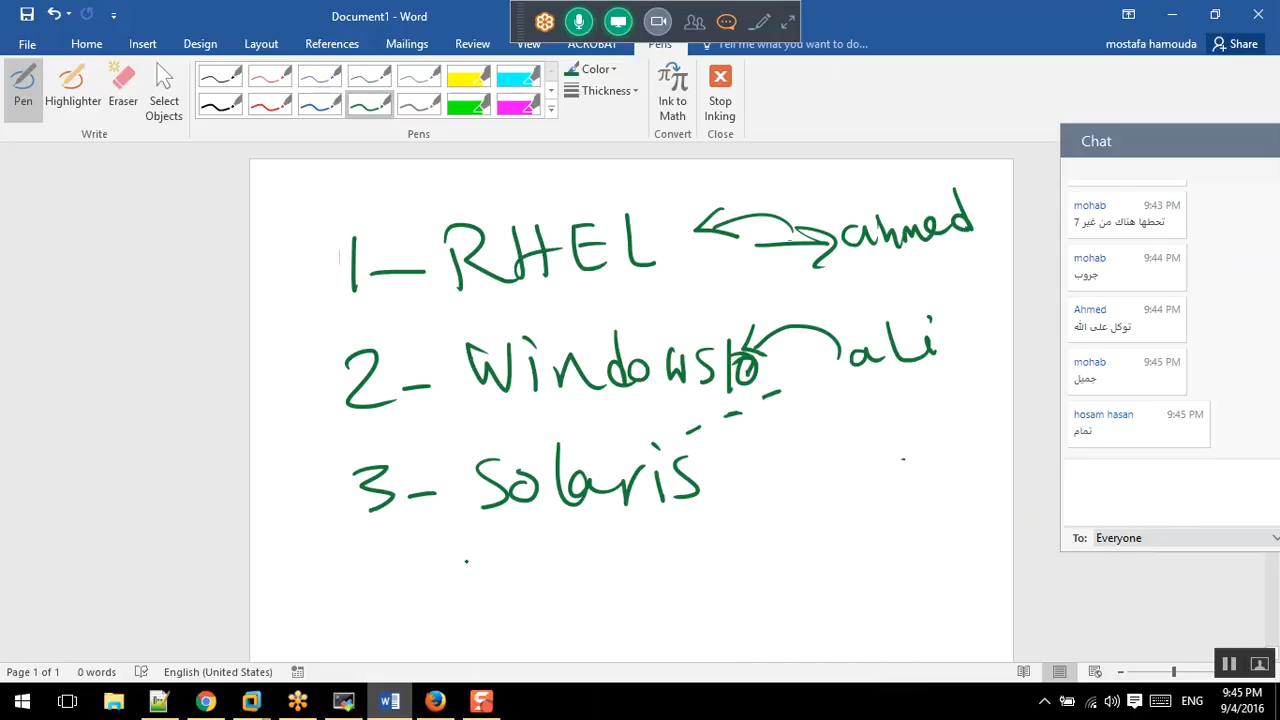 Document1 - Word
File
Home
Insert
Design
Layout
References
Mailings
Review
View
ACROBAT
Pens
Tell me what you want to do...
mostafa hamouda
Share
Pen
Highlighter
Eraser
Select
Objects
Color
Thickness
Ink to
Math
Stop
Inking
Write
Pens
Convert
Close
1- RHEL ahmed
2- Windows10 ali
3- Solaris
Chat
mohab 9:43 PM
تحطها هناك من غير 7
mohab 9:44 PM
جروب
Ahmed 9:44 PM
توكل على الله
mohab 9:45 PM
جميل
hosam hasan 9:45 PM
تمام
To: Everyone
Page 1 of 1 0 words English (United States)
ENG
9:45 PM
9/4/2016